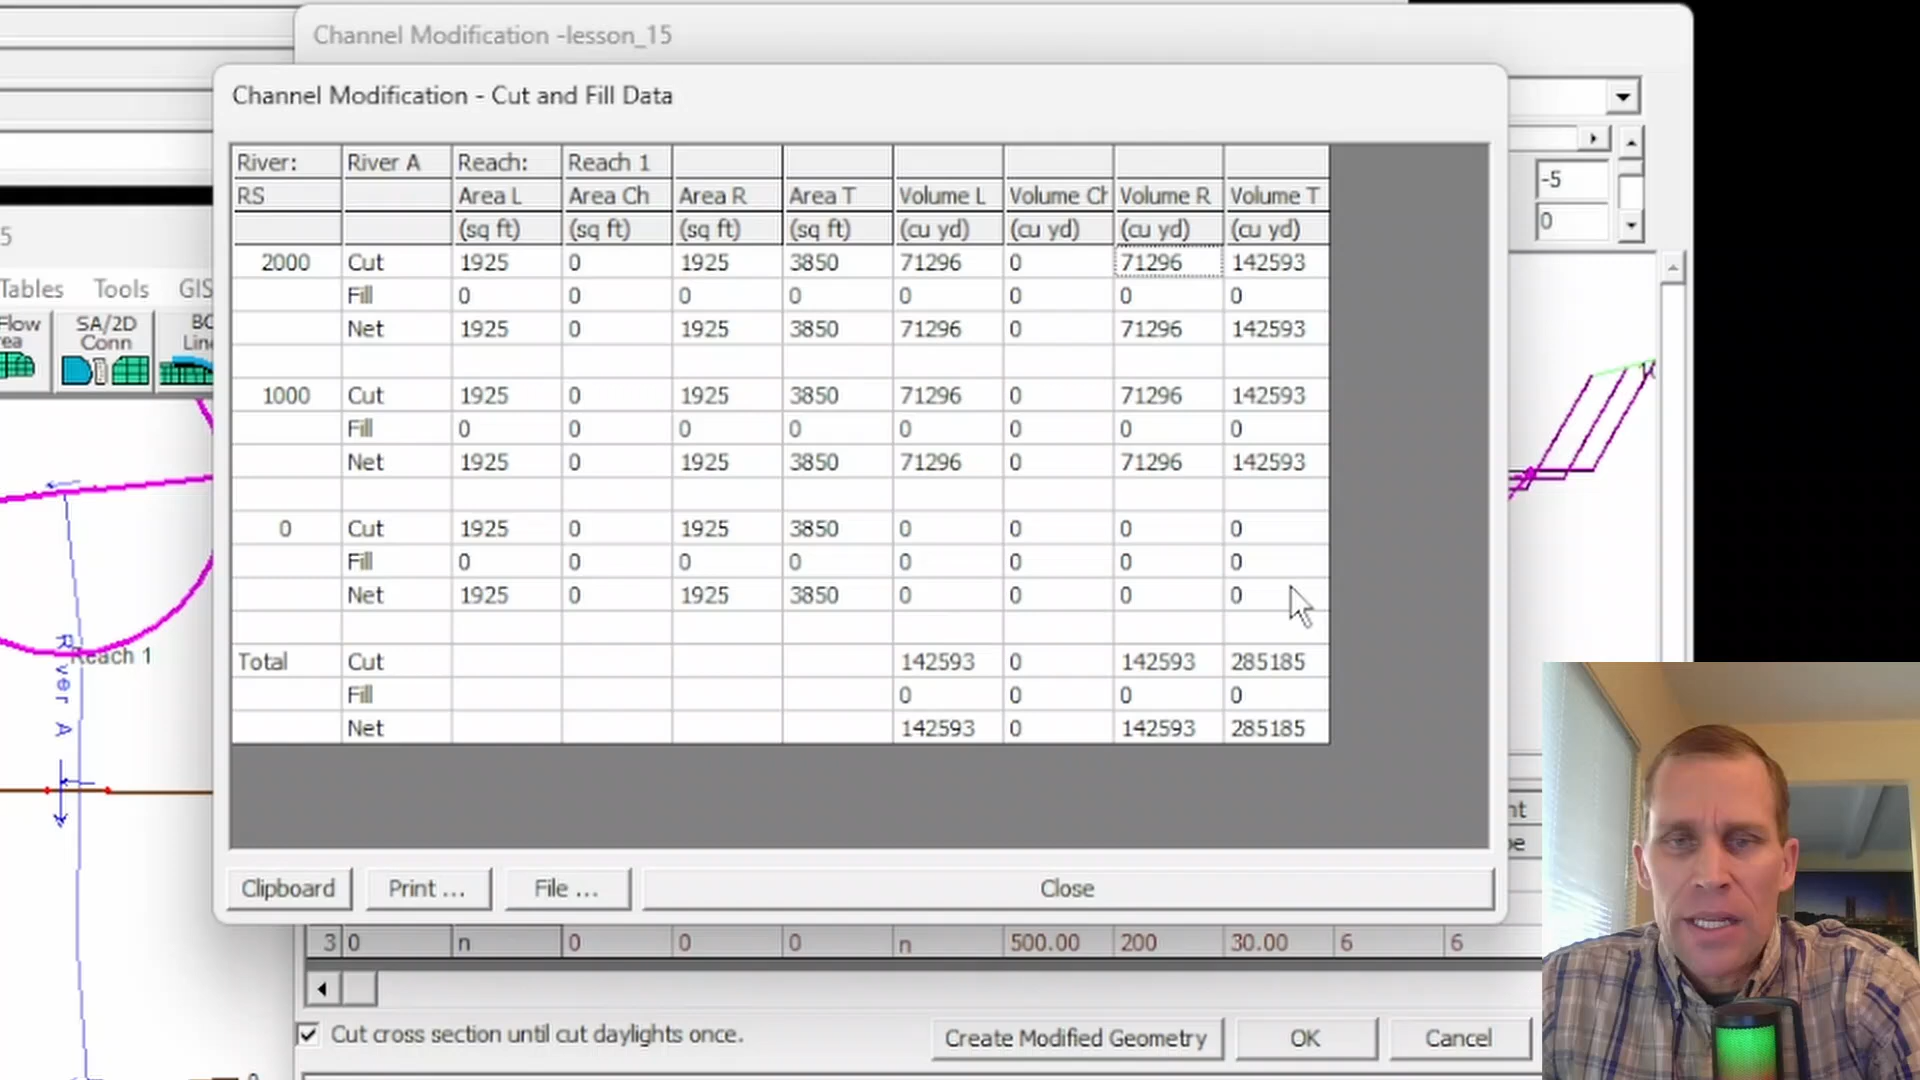 Channel Modification -lesson_15
Channel Modification - Cut and Fill Data
River: River A Reach: Reach 1
RS Area L Area Ch Area R Area T Volume L Volume Ch Volume R Volume T
(sq ft) (sq ft) (sq ft) (sq ft) (cu yd) (cu yd) (cu yd) (cu yd)
2000 Cut 1925 0 1925 3850 71296 0 71296 142593
Fill 0 0 0 0 0 0 0 0
Net 1925 0 1925 3850 71296 0 71296 142593
1000 Cut 1925 0 1925 3850 71296 0 71296 142593
Fill 0 0 0 0 0 0 0 0
Net 1925 0 1925 3850 71296 0 71296 142593
0 Cut 1925 0 1925 3850 0 0 0 0
Fill 0 0 0 0 0 0 0 0
Net 1925 0 1925 3850 0 0 0 0
Total Cut 142593 0 142593 285185
Fill 0 0 0 0
Net 142593 0 142593 285185
Clipboard Print ... File ... Close
-5
0
5
Tables Tools GIS
Flow SA/2D
Conn
Reach 1
River A
3 0 n 0 0 0 n 500.00 200 30.00 6 6
Cut cross section until cut daylights once.
Create Modified Geometry OK Cancel